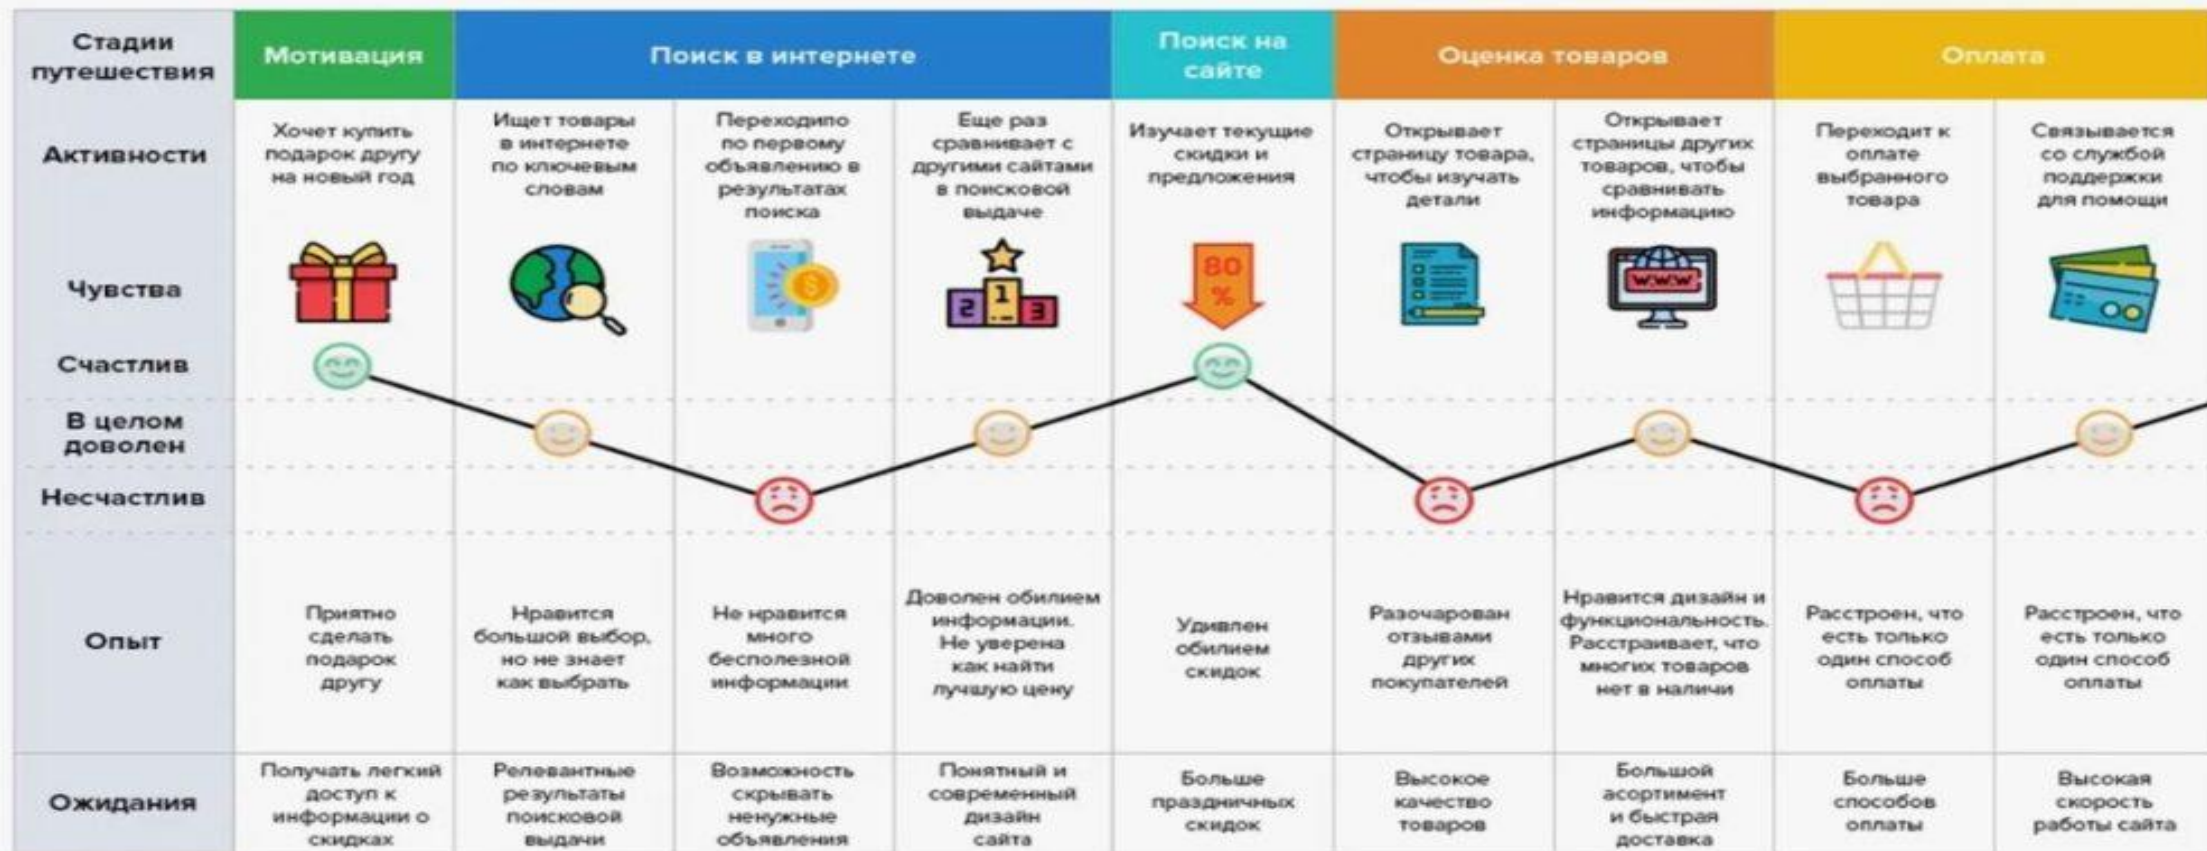 Стадии
путешествия
Мотивация
Поиск в интернете
Поиск на
сайте
Оценка товаров
Оплата
Активности
Хочет купить
подарок другу
на новый год
Ищет товары
в интернете
по ключевым
словам
Переходипо
по первому
объявлению в
результатах
поиска
Еще раз
сравнивает с
другими сайтами
в поисковой
выдаче
Изучает текущие
скидки и
предложения
Открывает
страницу товара,
чтобы изучать
детали
Открывает
страницы других
товаров, чтобы
сравнивать
информацию
Переходит к
оплате
выбранного
товара
Связывается
со службой
поддержки
для помощи
Чувства
2 1 3
80
%
www
Счастлив
В целом
доволен
Несчастлив
Опыт
Приятно
сделать
подарок
другу
Нравится
большой выбор,
но не знает
как выбрать
Не нравится
много
бесполезной
информации
Доволен обилием
информации.
Не уверена
как найти
лучшую цену
Удивлен
обилием
скидок
Разочарован
отзывами
других
покупателей
Нравится дизайн и
функциональность.
Расстраивает, что
многих товаров
нет в наличи
Расстроен, что
есть только
один способ
оплаты
Расстроен, что
есть только
один способ
оплаты
Ожидания
Получать легкий
доступ к
информации о
скидках
Релевантные
результаты
поисковой
выдачи
Возможность
скрывать
ненужные
объявления
Понятный и
современный
дизайн
сайта
Больше
праздничных
скидок
Высокое
качество
товаров
Большой
асортимент
и быстрая
доставка
Больше
способов
оплаты
Высокая
скорость
работы сайта